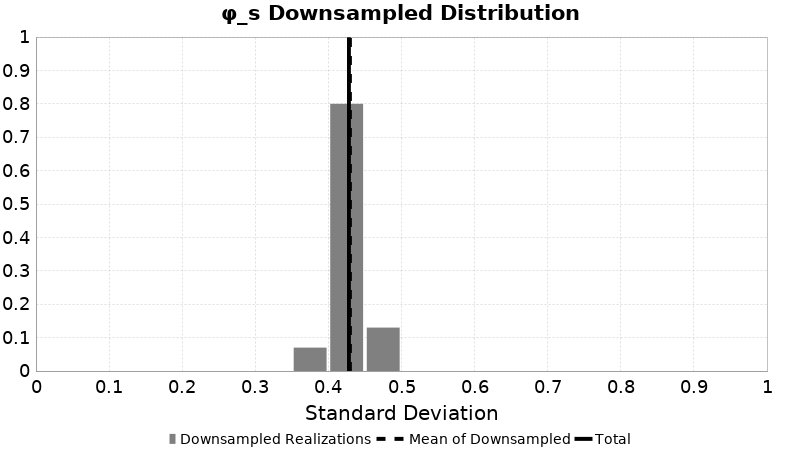 φ_s Downsampled Distribution
1
0.9
0.8
0.7
0.6
0.5
0.4
0.3
0.2
0.1
0
0 0.1 0.2 0.3 0.4 0.5 0.6 0.7 0.8 0.9 1
Standard Deviation
Downsampled Realizations Mean of Downsampled Total